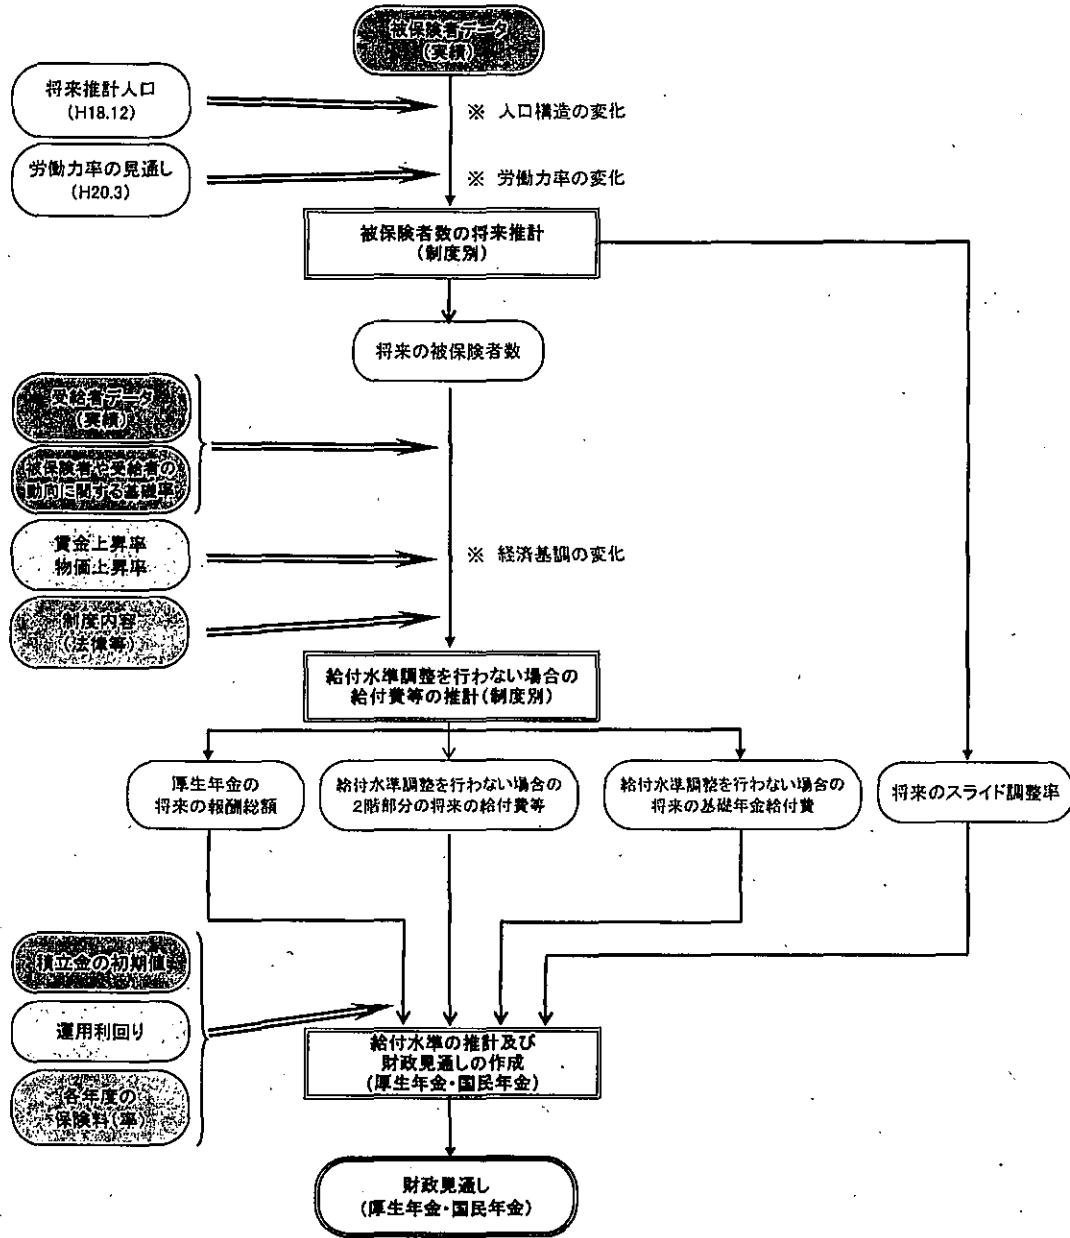 被保険者データ
(実績)
将来推計人口
(H18.12)
※ 人口構造の変化
労働力率の見通し
(H20.3)
※ 労働力率の変化
被保険者数の将来推計
(制度別)
将来の被保険者数
受給者データ
(実績)
被保険者や受給者の
動向に関する基礎率
賃金上昇率
物価上昇率
※ 経済基調の変化
制度内容
(法律等)
給付水準調整を行わない場合の
給付費等の推計(制度別)
厚生年金の
将来の報酬総額
給付水準調整を行わない場合の
2階部分の将来の給付費等
給付水準調整を行わない場合の
将来の基礎年金給付費
将来のスライド調整率
積立金の初期値
運用利回り
各年度の
保険料(率)
給付水準の推計及び
財政見通しの作成
(厚生年金・国民年金)
財政見通し
(厚生年金・国民年金)